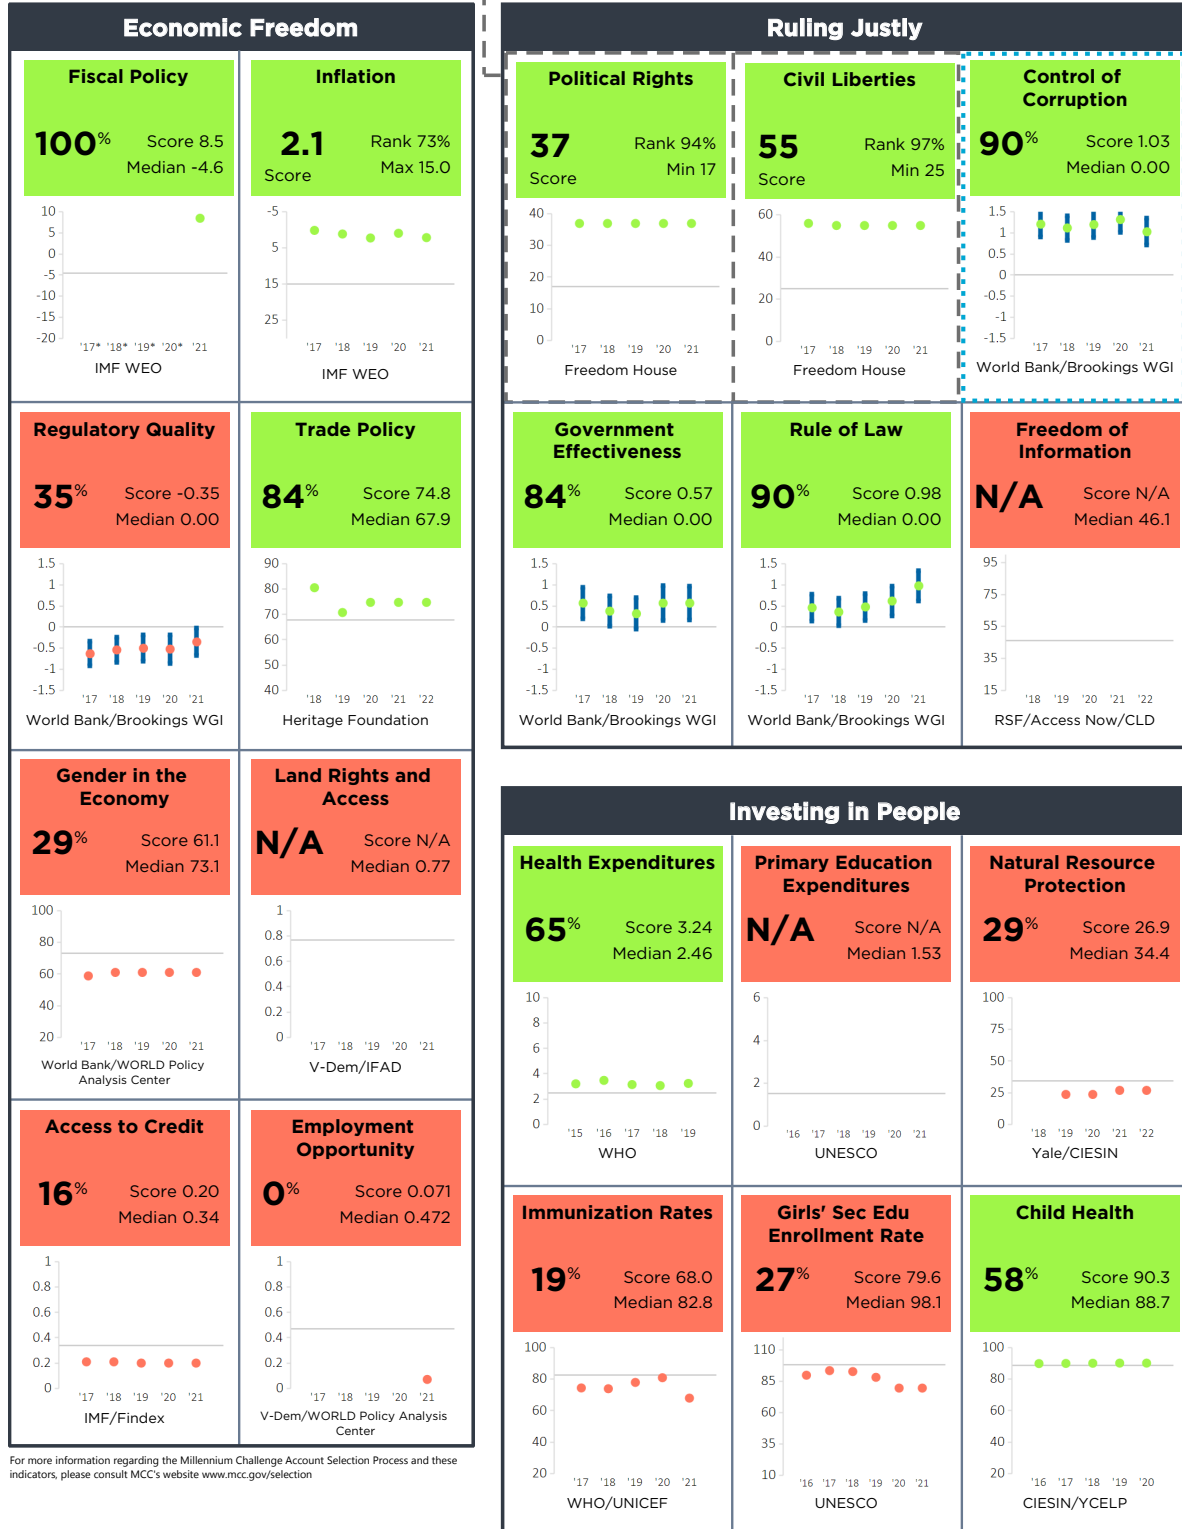 Economic Freedom
Fiscal Policy
100%
Score 8.5
Median -4.6
10
5
0
-5
-10
-15
-20
'17* '18* '19* '20* '21
IMF WEO
Inflation
2.1
Score
Rank 73%
Max 15.0
-5
5
15
25
'17 '18 '19 '20 '21
IMF WEO
Regulatory Quality
35%
Score -0.35
Median 0.00
1.5
1
0.5
0
-0.5
-1
-1.5
'17 '18 '19 '20 '21
World Bank/Brookings WGI
Trade Policy
84%
Score 74.8
Median 67.9
90
80
70
60
50
40
'18 '19 '20 '21 '22
Heritage Foundation
Gender in the
Economy
29%
Score 61.1
Median 73.1
100
80
60
40
20
'17 '18 '19 '20 '21
World Bank/WORLD Policy
Analysis Center
Land Rights and
Access
N/A
Score N/A
Median 0.77
1
0.8
0.6
0.4
0.2
0
'17 '18 '19 '20 '21
V-Dem/IFAD
Access to Credit
16%
Score 0.20
Median 0.34
1
0.8
0.6
0.4
0.2
0
'17 '18 '19 '20 '21
IMF/Findex
Employment
Opportunity
0%
Score 0.071
Median 0.472
1
0.8
0.6
0.4
0.2
0
'17 '18 '19 '20 '21
V-Dem/WORLD Policy Analysis
Center
For more information regarding the Millennium Challenge Account Selection Process and these
indicators, please consult MCC's website www.mcc.gov/selection
Ruling Justly
Political Rights
37
Score
Rank 94%
Min 17
40
30
20
10
0
'17 '18 '19 '20 '21
Freedom House
Civil Liberties
55
Score
Rank 97%
Min 25
60
40
20
0
'17 '18 '19 '20 '21
Freedom House
Control of
Corruption
90%
Score 1.03
Median 0.00
1.5
1
0.5
0
-0.5
-1
-1.5
'17 '18 '19 '20 '21
World Bank/Brookings WGI
Government
Effectiveness
84%
Score 0.57
Median 0.00
1.5
1
0.5
0
-0.5
-1
-1.5
'17 '18 '19 '20 '21
World Bank/Brookings WGI
Rule of Law
90%
Score 0.98
Median 0.00
1.5
1
0.5
0
-0.5
-1
-1.5
'17 '18 '19 '20 '21
World Bank/Brookings WGI
Freedom of
Information
N/A
Score N/A
Median 46.1
95
75
55
35
15
'18 '19 '20 '21 '22
RSF/Access Now/CLD
Investing in People
Health Expenditures
65%
Score 3.24
Median 2.46
10
8
6
4
2
0
'15 '16 '17 '18 '19
WHO
Primary Education
Expenditures
N/A
Score N/A
Median 1.53
6
4
2
0
'16 '17 '18 '19 '20 '21
UNESCO
Natural Resource
Protection
29%
Score 26.9
Median 34.4
100
75
50
25
0
'18 '19 '20 '21 '22
Yale/CIESIN
Immunization Rates
19%
Score 68.0
Median 82.8
100
80
60
40
20
'17 '18 '19 '20 '21
WHO/UNICEF
Girls' Sec Edu
Enrollment Rate
27%
Score 79.6
Median 98.1
110
85
60
35
10
'16 '17 '18 '19 '20 '21
UNESCO
Child Health
58%
Score 90.3
Median 88.7
100
80
60
40
20
'16 '17 '18 '19 '20
CIESIN/YCELP